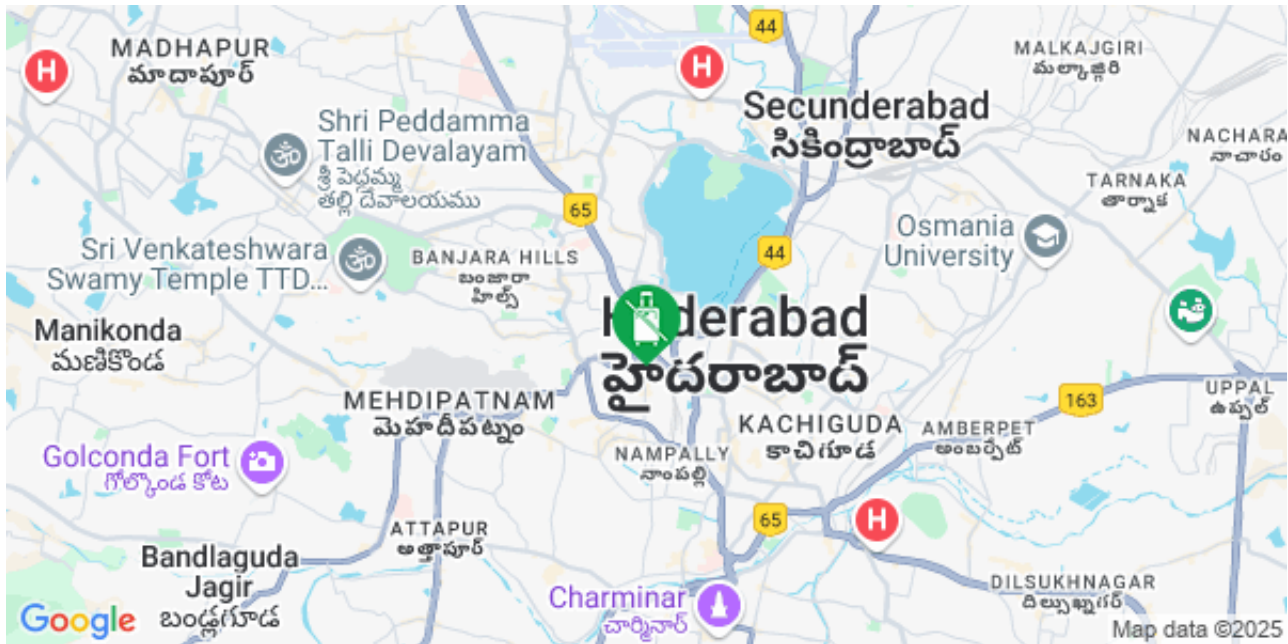 44
MADHAPUR
మాదాపూర్
H
H
MALKAJGIRI
మల్కాజ్గిరి
Secunderabad
సికింద్రాబాద్
Shri Peddamma
Talli Devalayam
శ్రీ పెద్దమ్మ
తల్లి దేవాలయము
NACHARA
నాచారం
TARNAKA
తార్నాక
65
Osmania
University
44
Sri Venkateshwara
Swamy Temple TTD...
BANJARA HILLS
బంజారా
హిల్స్
derabad
హైదరాబాద్
Manikonda
మణికొండ
MEHDIPATNAM
మెహదీపట్నం
163
UPPAL
ఉప్పల్
KACHIGUDA
కాచిగూడ
AMBERPET
అంబర్పేట్
Golconda Fort
గోల్కొండ కోట
NAMPALLY
నాంపల్లి
65
H
ATTAPUR
అత్తాపూర్
Bandlaguda
Jagir
బండ్లగూడ
DILSUKHNAGAR
దిల్సుఖ్నగర్
Charminar
చార్మినార్
Google
Map data ©2025